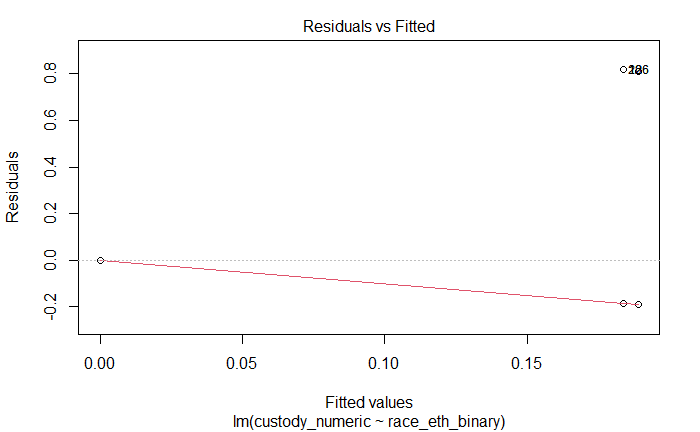 Residuals vs Fitted
Residuals
0.8
0.6
0.4
0.2
0.0
-0.2
0.00
0.05
0.10
0.15
Fitted values
lm(custody_numeric ~ race_eth_binary)